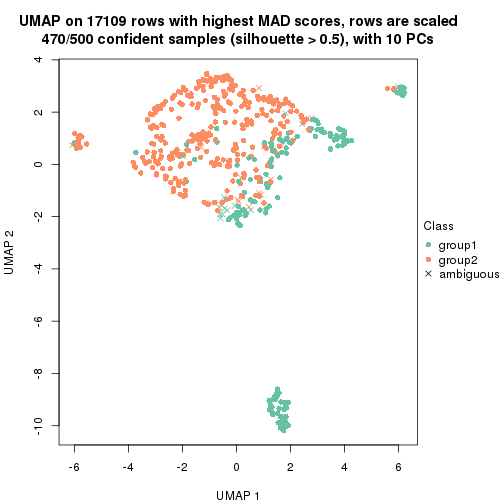 UMAP on 17109 rows with highest MAD scores, rows are scaled
470/500 confident samples (silhouette > 0.5), with 10 PCs
4
2
0
-2
-4
-6
-8
-10
UMAP 2
-6
-4
-2
0
2
4
6
UMAP 1
Class
group1
group2
ambiguous